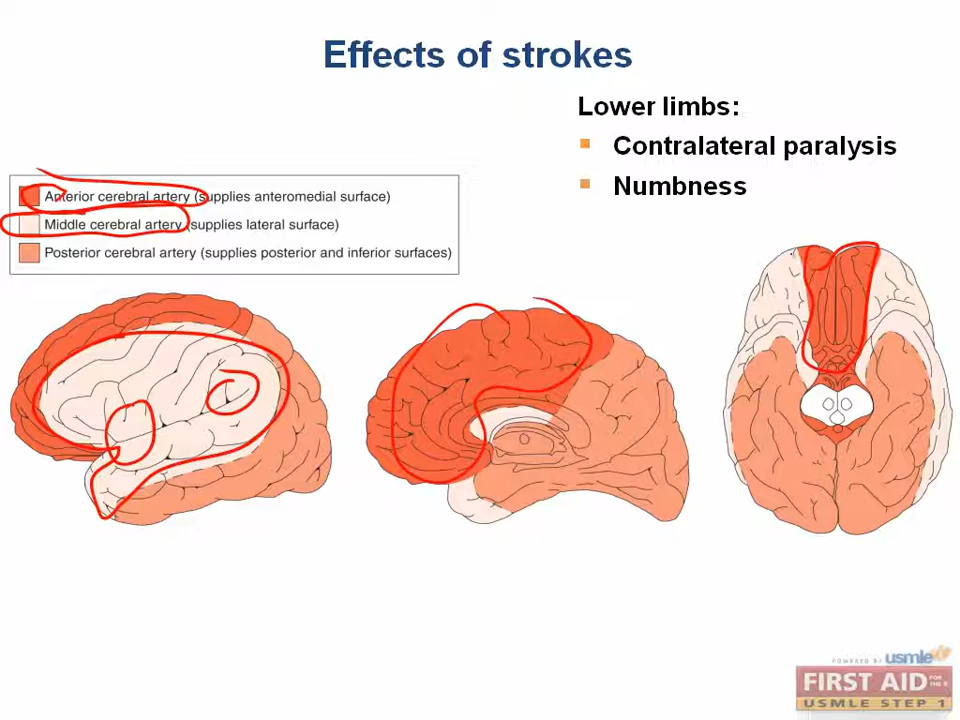 Effects of strokes
Lower limbs:
Contralateral paralysis
Numbness
Anterior cerebral artery (supplies anteromedial surface)
Middle cerebral artery (supplies lateral surface)
Posterior cerebral artery (supplies posterior and inferior surfaces)
POWERED BY usmle
FIRST AID FOR THE
USMLE STEP 1